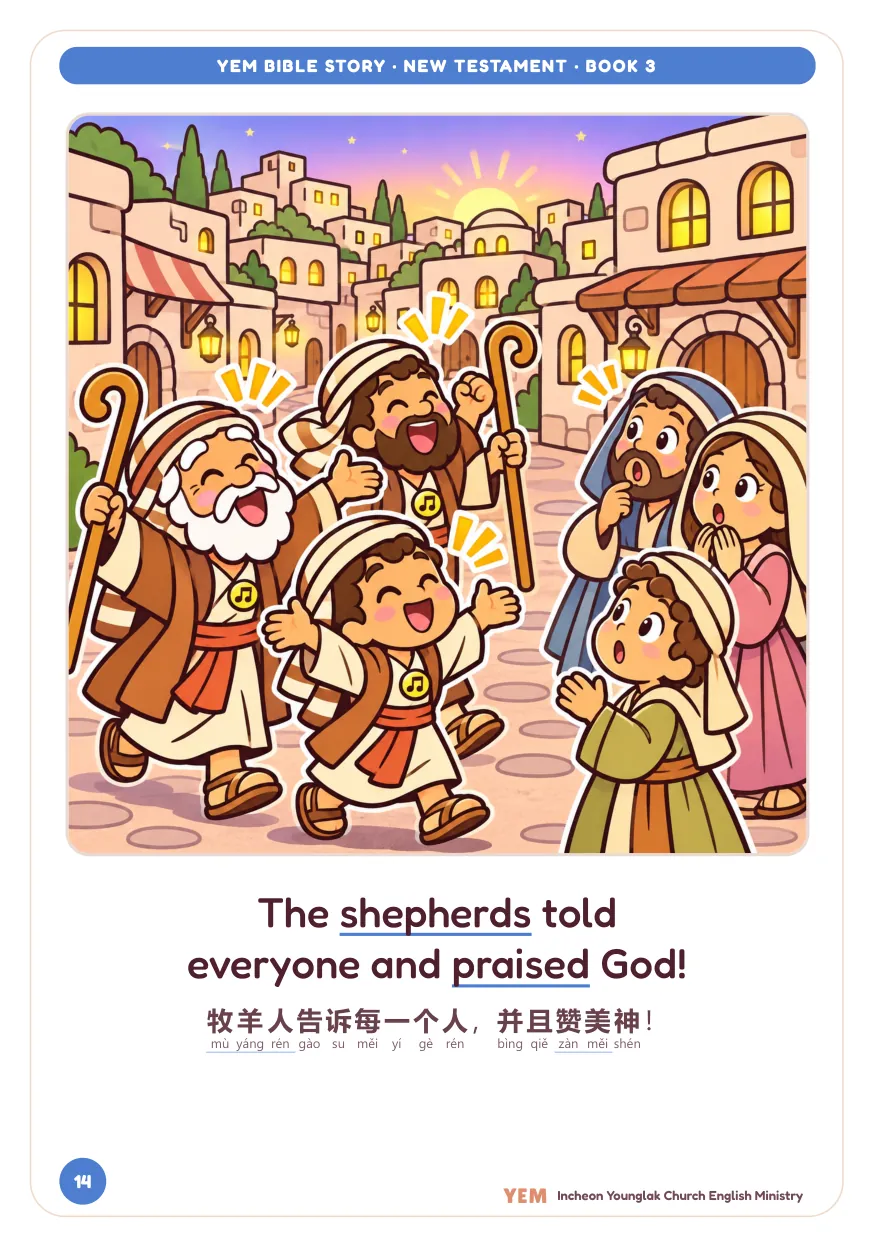 YEM BIBLE STORY · NEW TESTAMENT · BOOK 3
The shepherds told
everyone and praised God!
牧羊人告诉每一个人，并且赞美神！
mù yáng rén gào su měi yí gè rén bìng qiě zàn měi shén
14
YEM Incheon Younglak Church English Ministry